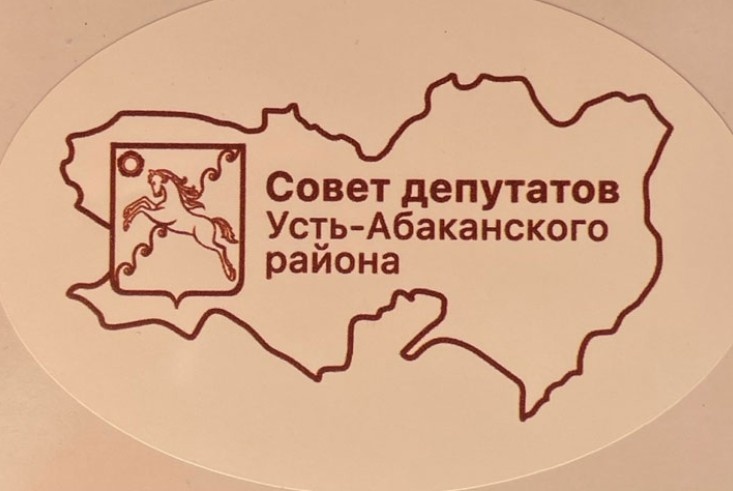 Совет депутатов
Усть-Абаканского
района